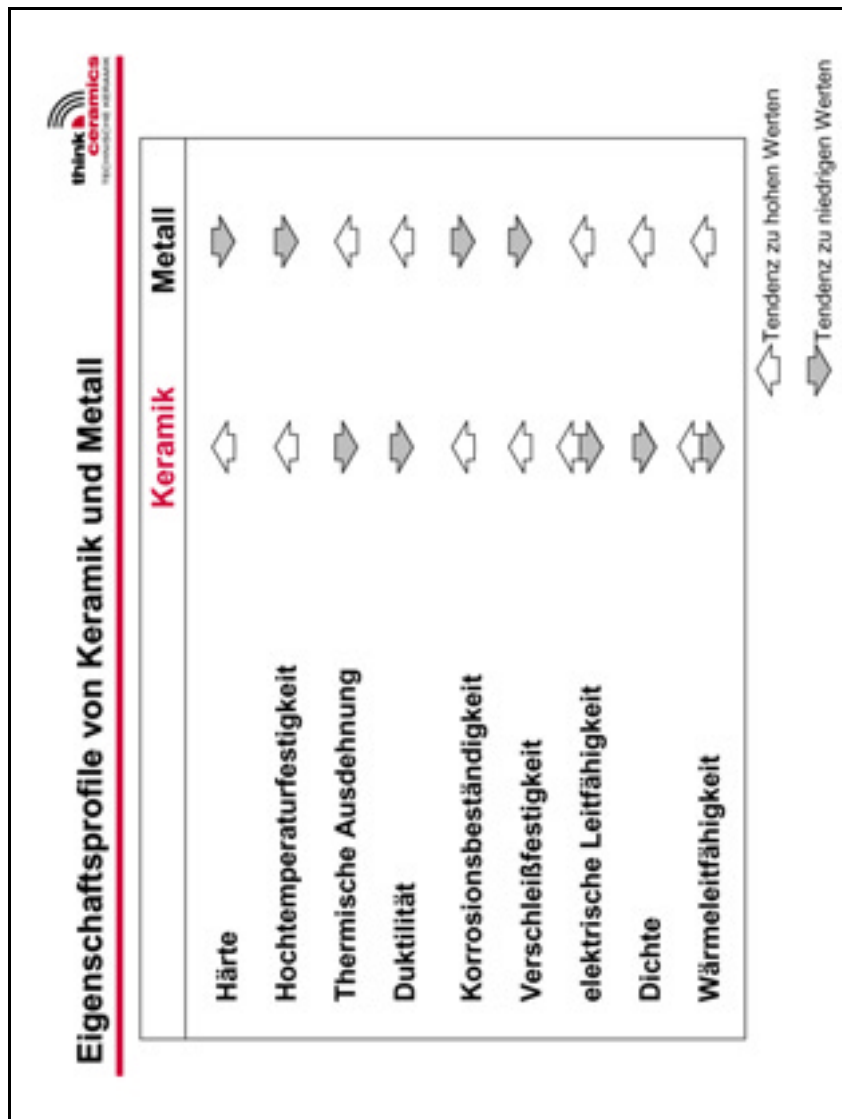 think
ceramics
TECHNISCHE KERAMIK
Eigenschaftsprofile von Keramik und Metall
Keramik Metall
Härte
Hochtemperaturfestigkeit
Thermische Ausdehnung
Duktilität
Korrosionsbeständigkeit
Verschleißfestigkeit
elektrische Leitfähigkeit
Dichte
Wärmeleitfähigkeit
Tendenz zu hohen Werten
Tendenz zu niedrigen Werten